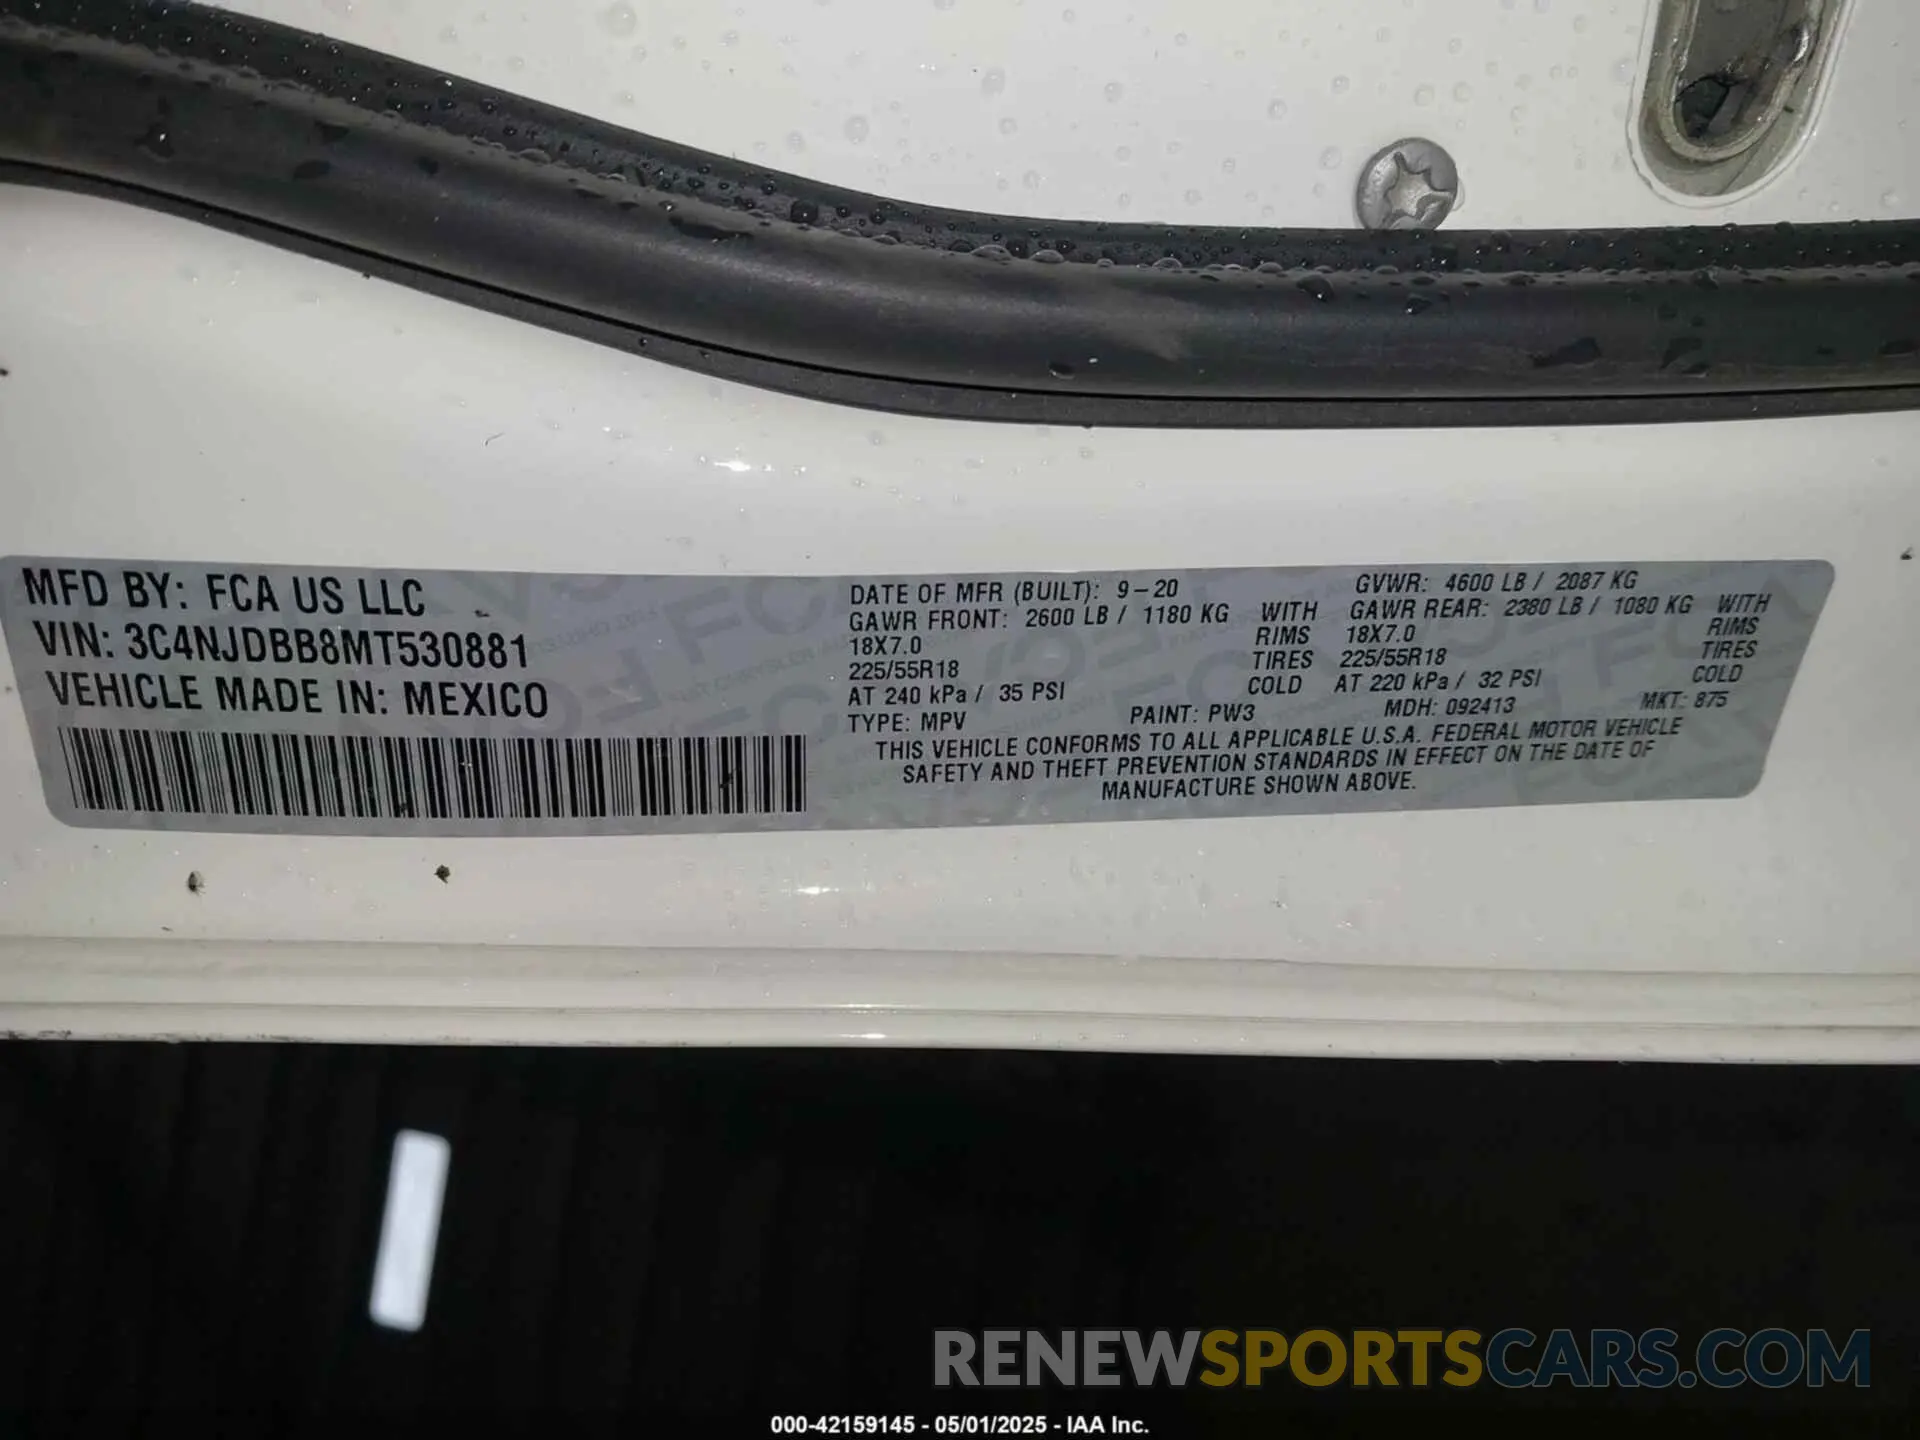 MFD BY: FCA US LLC
VIN: 3C4NJDBB8MT530881
VEHICLE MADE IN: MEXICO
DATE OF MFR (BUILT): 9-20 GVWR: 4600 LB / 2087 KG
GAWR FRONT: 2600 LB / 1180 KG WITH GAWR REAR: 2380 LB / 1080 KG WITH
18X7.0 RIMS 18X7.0 RIMS
225/55R18 TIRES 225/55R18 TIRES
AT 240 kPa / 35 PSI COLD AT 220 kPa / 32 PSI COLD
TYPE: MPV PAINT: PW3 MDH: 092413 MKT: 875
THIS VEHICLE CONFORMS TO ALL APPLICABLE U.S.A. FEDERAL MOTOR VEHICLE
SAFETY AND THEFT PREVENTION STANDARDS IN EFFECT ON THE DATE OF
MANUFACTURE SHOWN ABOVE.
RENEWSPORTSCARS.COM
000-42159145 - 05/01/2025 - IAA Inc.